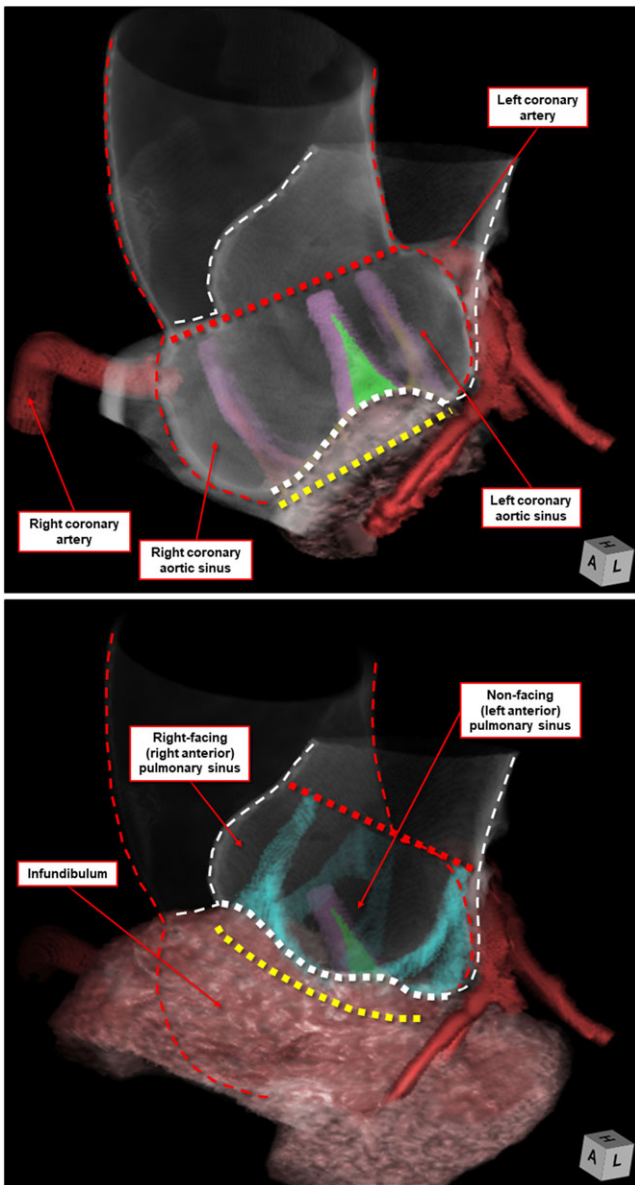 Left coronary
artery
Left coronary
aortic sinus
Right coronary
artery
Right coronary
aortic sinus
H
A
L
Non-facing
(left anterior)
pulmonary sinus
Right-facing
(right anterior)
pulmonary sinus
Infundibulum
H
A
L